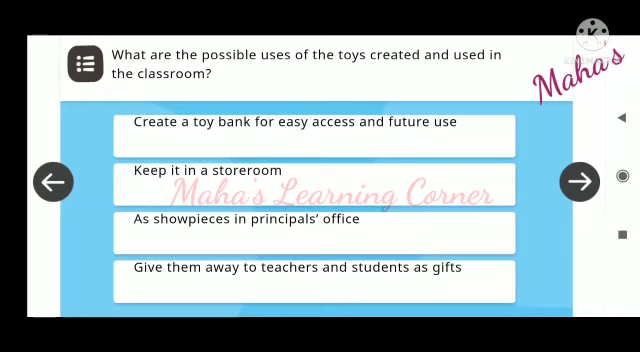 What are the possible uses of the toys created and used in
the classroom?
Maha's
Create a toy bank for easy access and future use
Keep it in a storeroom
Maha's Learning Corner
As showpieces in principals’ office
Give them away to teachers and students as gifts